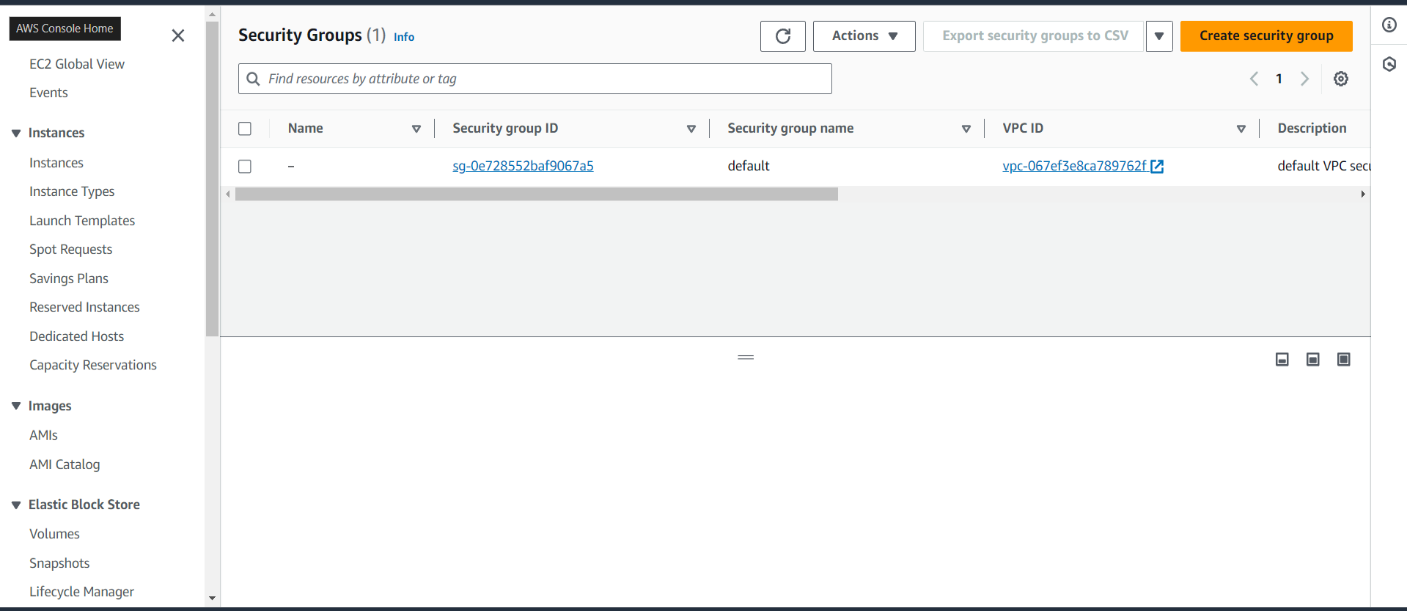 AWS Console Home
EC2 Global View
Events
Instances
Instances
Instance Types
Launch Templates
Spot Requests
Savings Plans
Reserved Instances
Dedicated Hosts
Capacity Reservations
Images
AMIs
AMI Catalog
Elastic Block Store
Volumes
Snapshots
Lifecycle Manager
Security Groups (1) Info
Actions
Export security groups to CSV
Create security group
Find resources by attribute or tag
1
Name Security group ID Security group name VPC ID Description
– sg-0e728552baf9067a5 default vpc-067ef3e8ca789762f default VPC secu